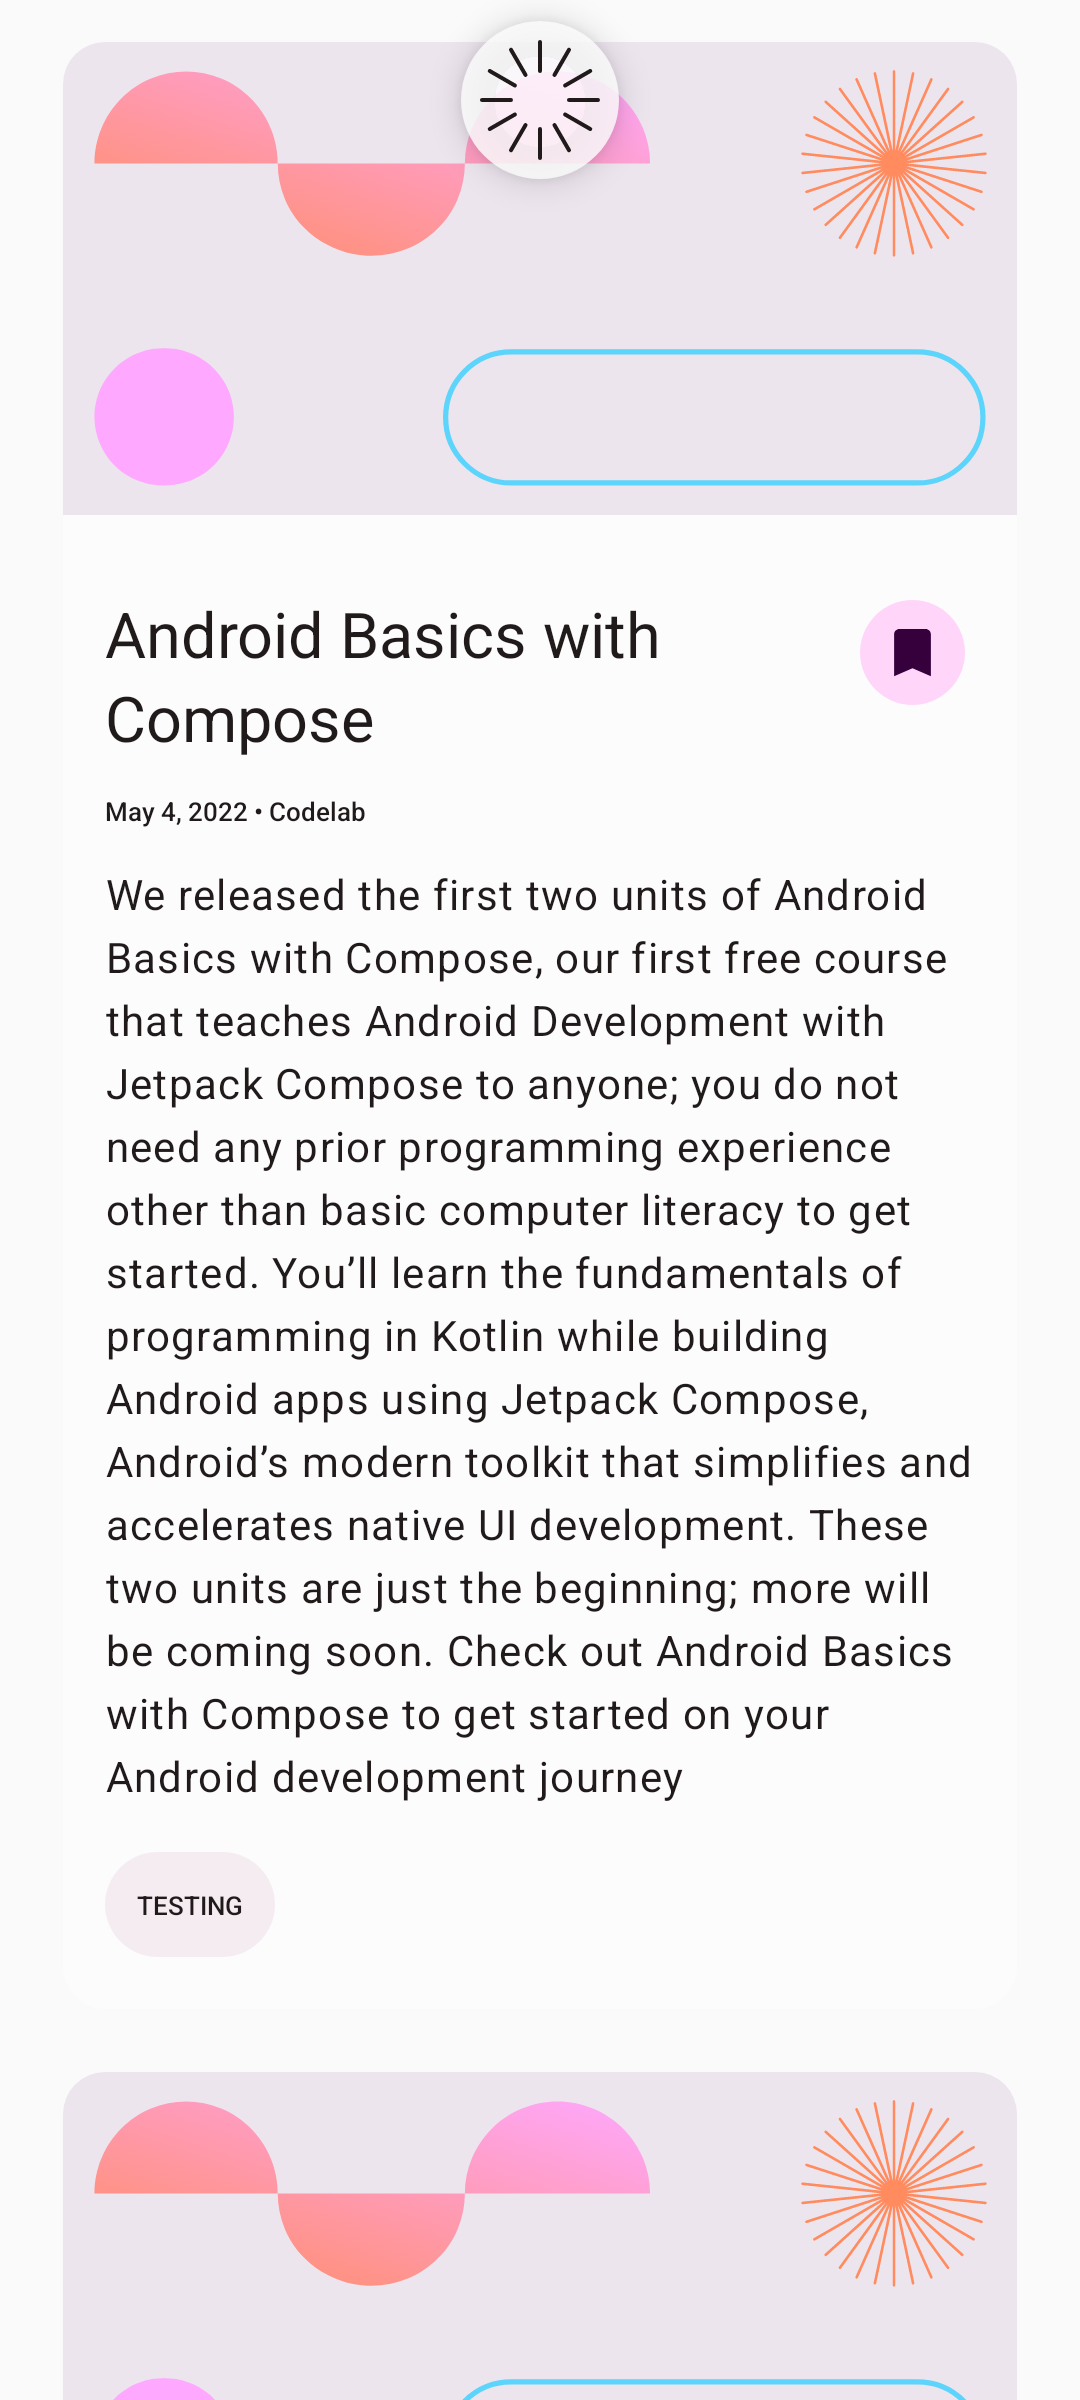 Android Basics with
Compose
May 4, 2022 • Codelab
We released the first two units of Android
Basics with Compose, our first free course
that teaches Android Development with
Jetpack Compose to anyone; you do not
need any prior programming experience
other than basic computer literacy to get
started. You’ll learn the fundamentals of
programming in Kotlin while building
Android apps using Jetpack Compose,
Android’s modern toolkit that simplifies and
accelerates native UI development. These
two units are just the beginning; more will
be coming soon. Check out Android Basics
with Compose to get started on your
Android development journey
TESTING